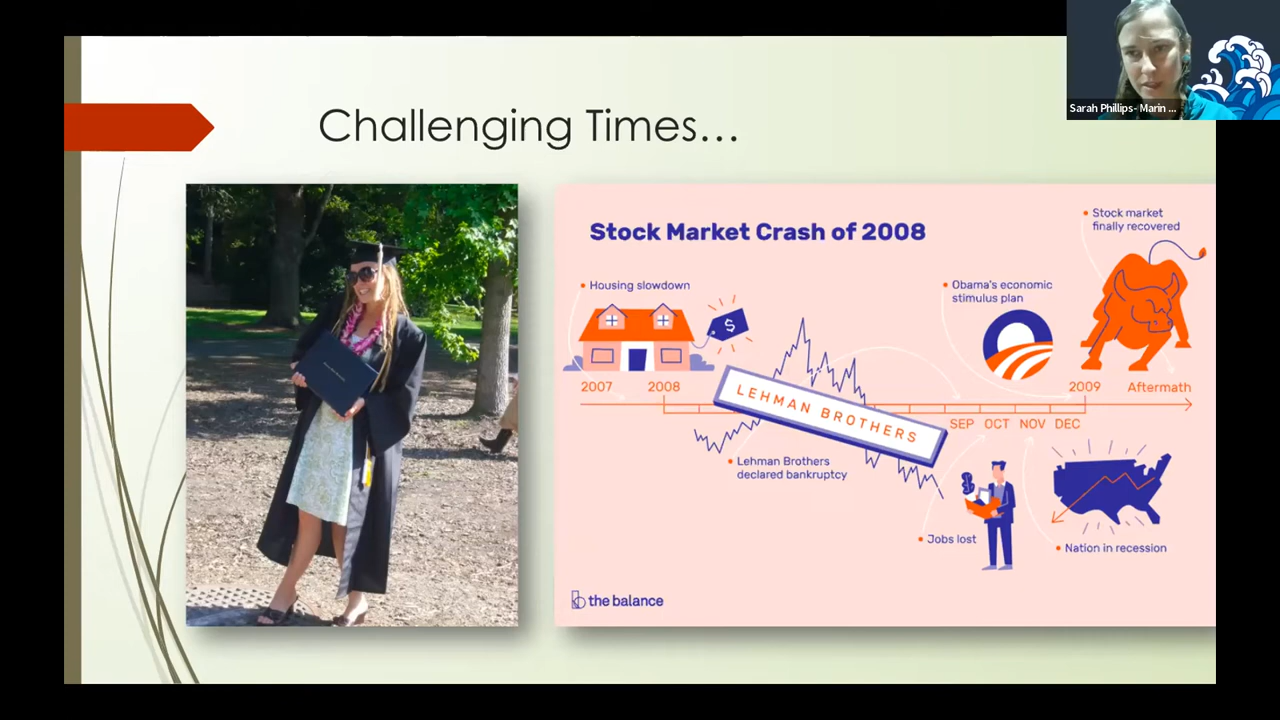 Sarah Phillips- Marin ...
Challenging Times...
Stock Market Crash of 2008
Stock market
finally recovered
Housing slowdown
$
Obama's economic
stimulus plan
2007
2008
2009
Aftermath
LEHMAN BROTHERS
SEP
OCT
NOV
DEC
Lehman Brothers
declared bankruptcy
Jobs lost
Nation in recession
the balance